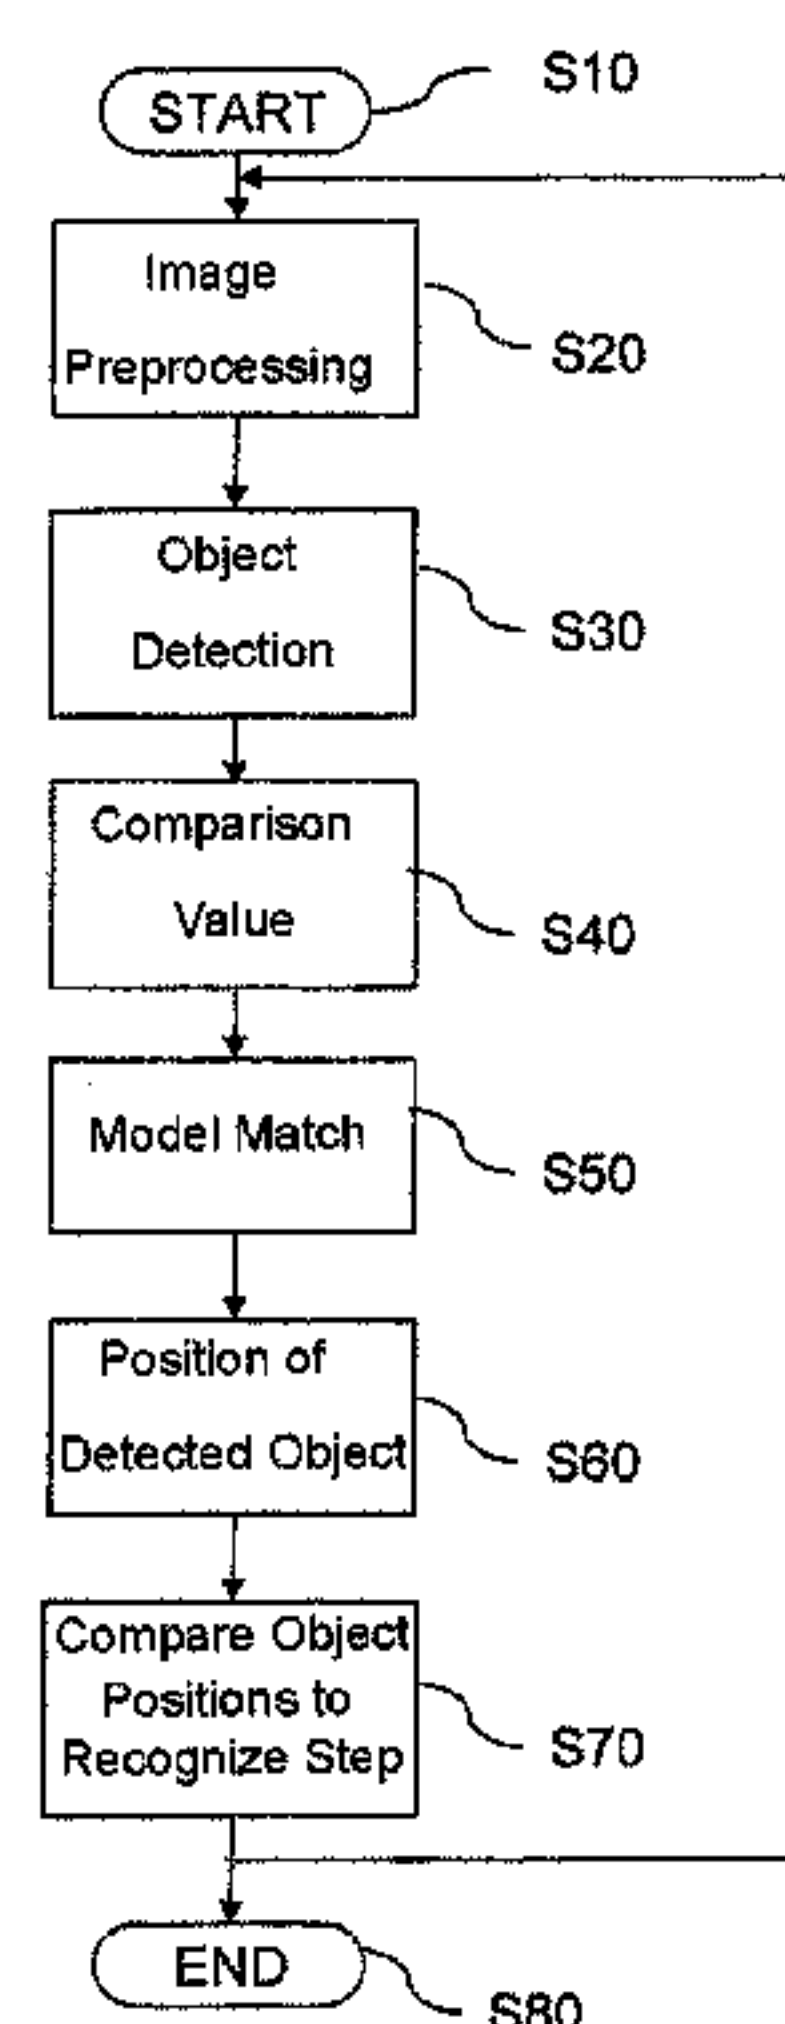 START
S10
Image
Preprocessing
S20
Object
Detection
S30
Comparison
Value
S40
Model Match
S50
Position of
Detected Object
S60
Compare Object
Positions to
Recognize Step
S70
END
S80